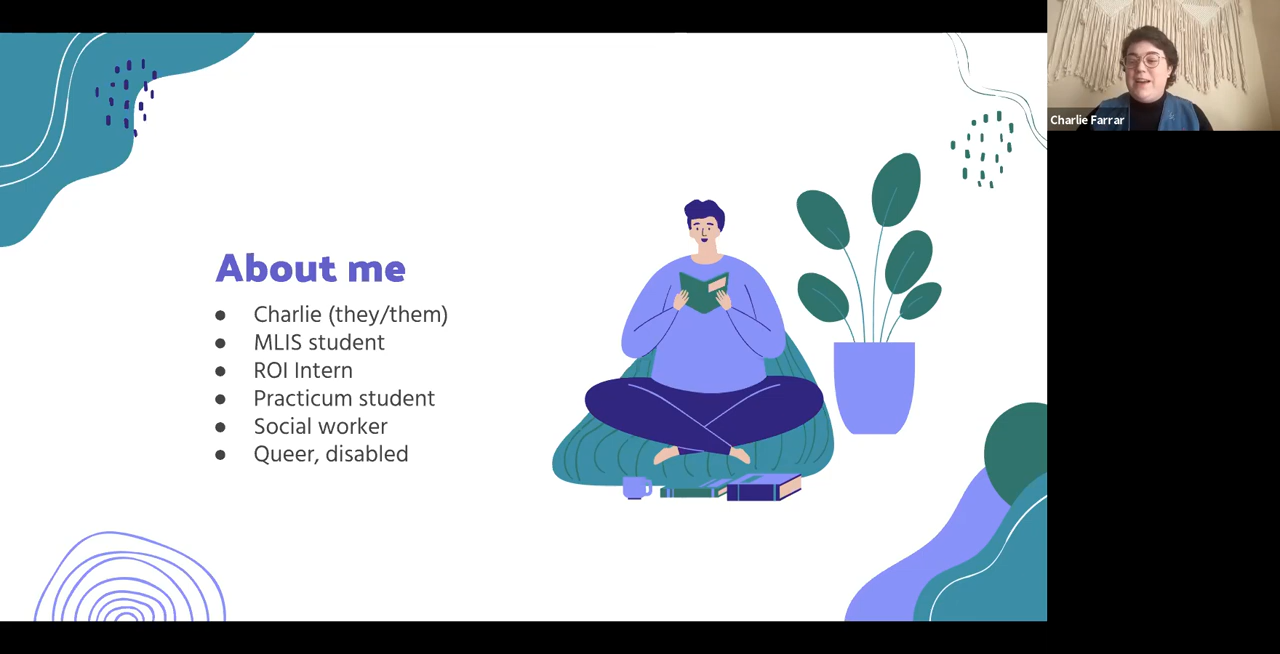 About me
● Charlie (they/them)
● MLIS student
● ROI Intern
● Practicum student
● Social worker
● Queer, disabled
Charlie Farrar